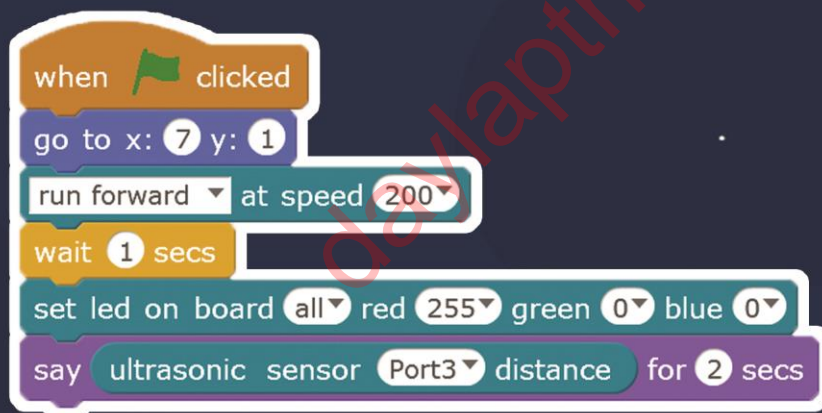 when clicked
go to x: 7 y: 1
run forward at speed 200
wait 1 secs
set led on board all red 255 green 0 blue 0
say ultrasonic sensor Port3 distance for 2 secs
daylapth